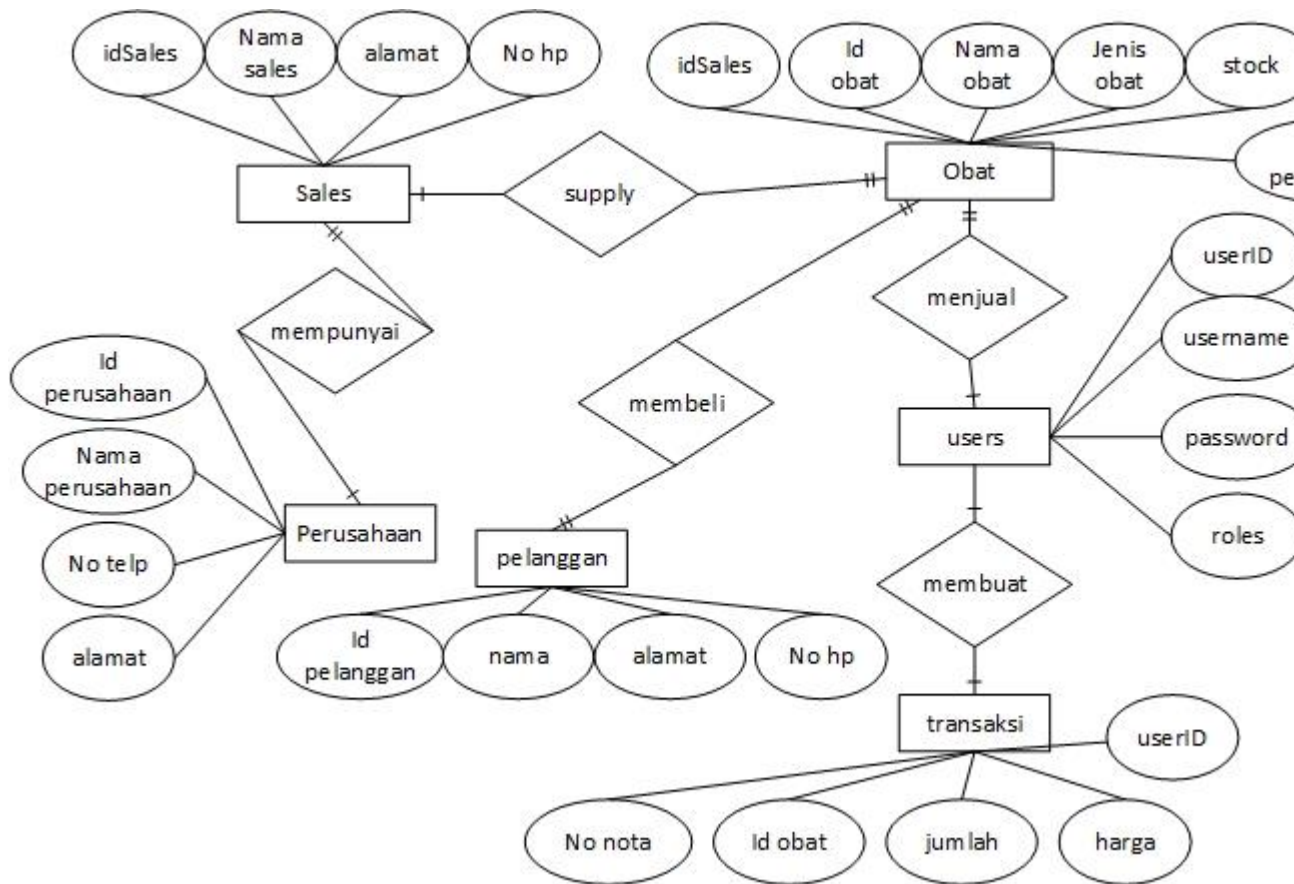 idSales
Nama
sales
alamat
No hp
idSales
Id
obat
Nama
obat
Jenis
obat
stock
Sales
supply
Obat
userID
menjual
mempunyai
username
Id
perusahaan
membeli
users
password
Nama
perusahaan
Perusahaan
pelanggan
roles
No telp
membuat
alamat
Id
pelanggan
nama
alamat
No hp
transaksi
userID
No nota
Id obat
jumlah
harga